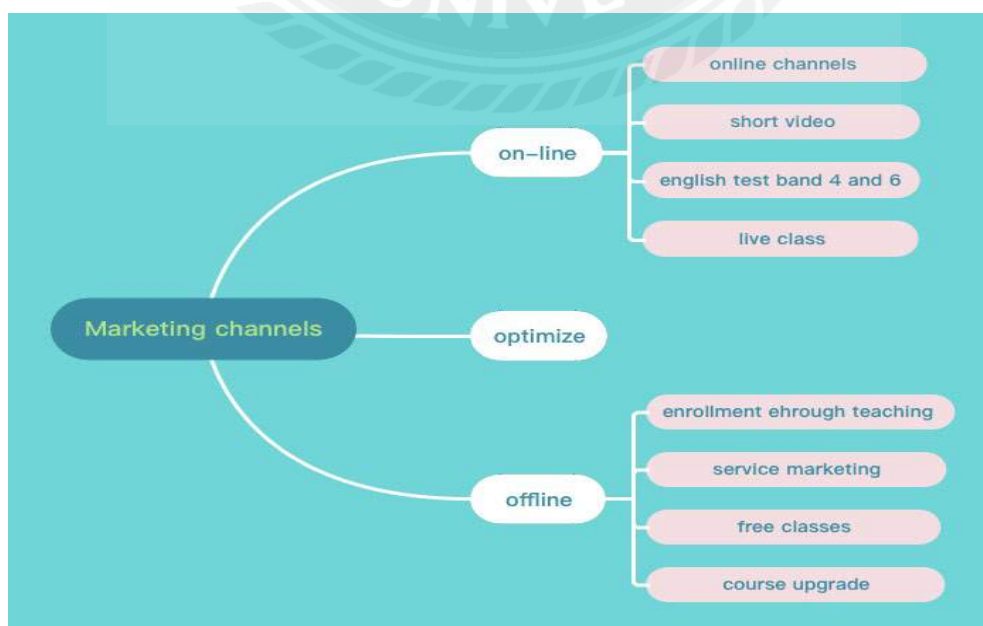 Marketing channels
on-line
online channels
short video
english test band 4 and 6
live class
optimize
offline
enrollment ehrough teaching
service marketing
free classes
course upgrade